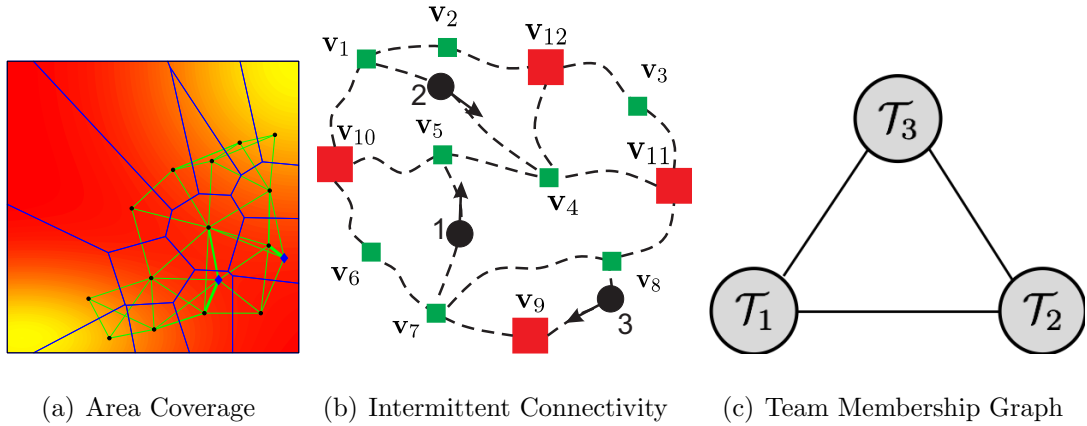 v₂
v₁₂
v₁
v₃
2
v₁₀
v₅
v₁₁
v₄
1
v₆
v₈
v₉
v₇
3
𝒯₃
𝒯₁
𝒯₂
(a) Area Coverage
(b) Intermittent Connectivity
(c) Team Membership Graph